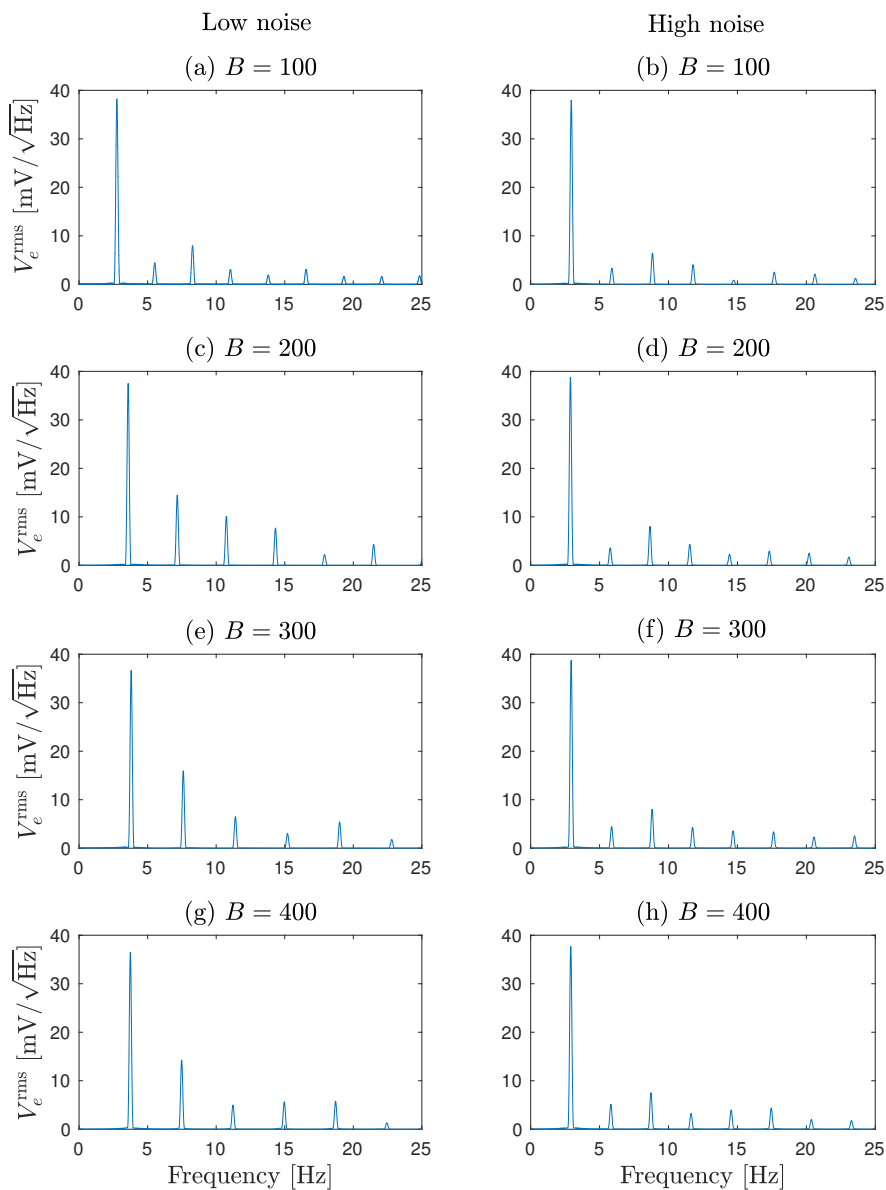 Low noise
High noise
(a) B = 100
V_e^rms [mV/√Hz]
40
30
20
10
0
0 5 10 15 20 25
(b) B = 100
40
30
20
10
0
0 5 10 15 20 25
(c) B = 200
V_e^rms [mV/√Hz]
40
30
20
10
0
0 5 10 15 20 25
(d) B = 200
40
30
20
10
0
0 5 10 15 20 25
(e) B = 300
V_e^rms [mV/√Hz]
40
30
20
10
0
0 5 10 15 20 25
(f) B = 300
40
30
20
10
0
0 5 10 15 20 25
(g) B = 400
V_e^rms [mV/√Hz]
40
30
20
10
0
0 5 10 15 20 25
Frequency [Hz]
(h) B = 400
40
30
20
10
0
0 5 10 15 20 25
Frequency [Hz]